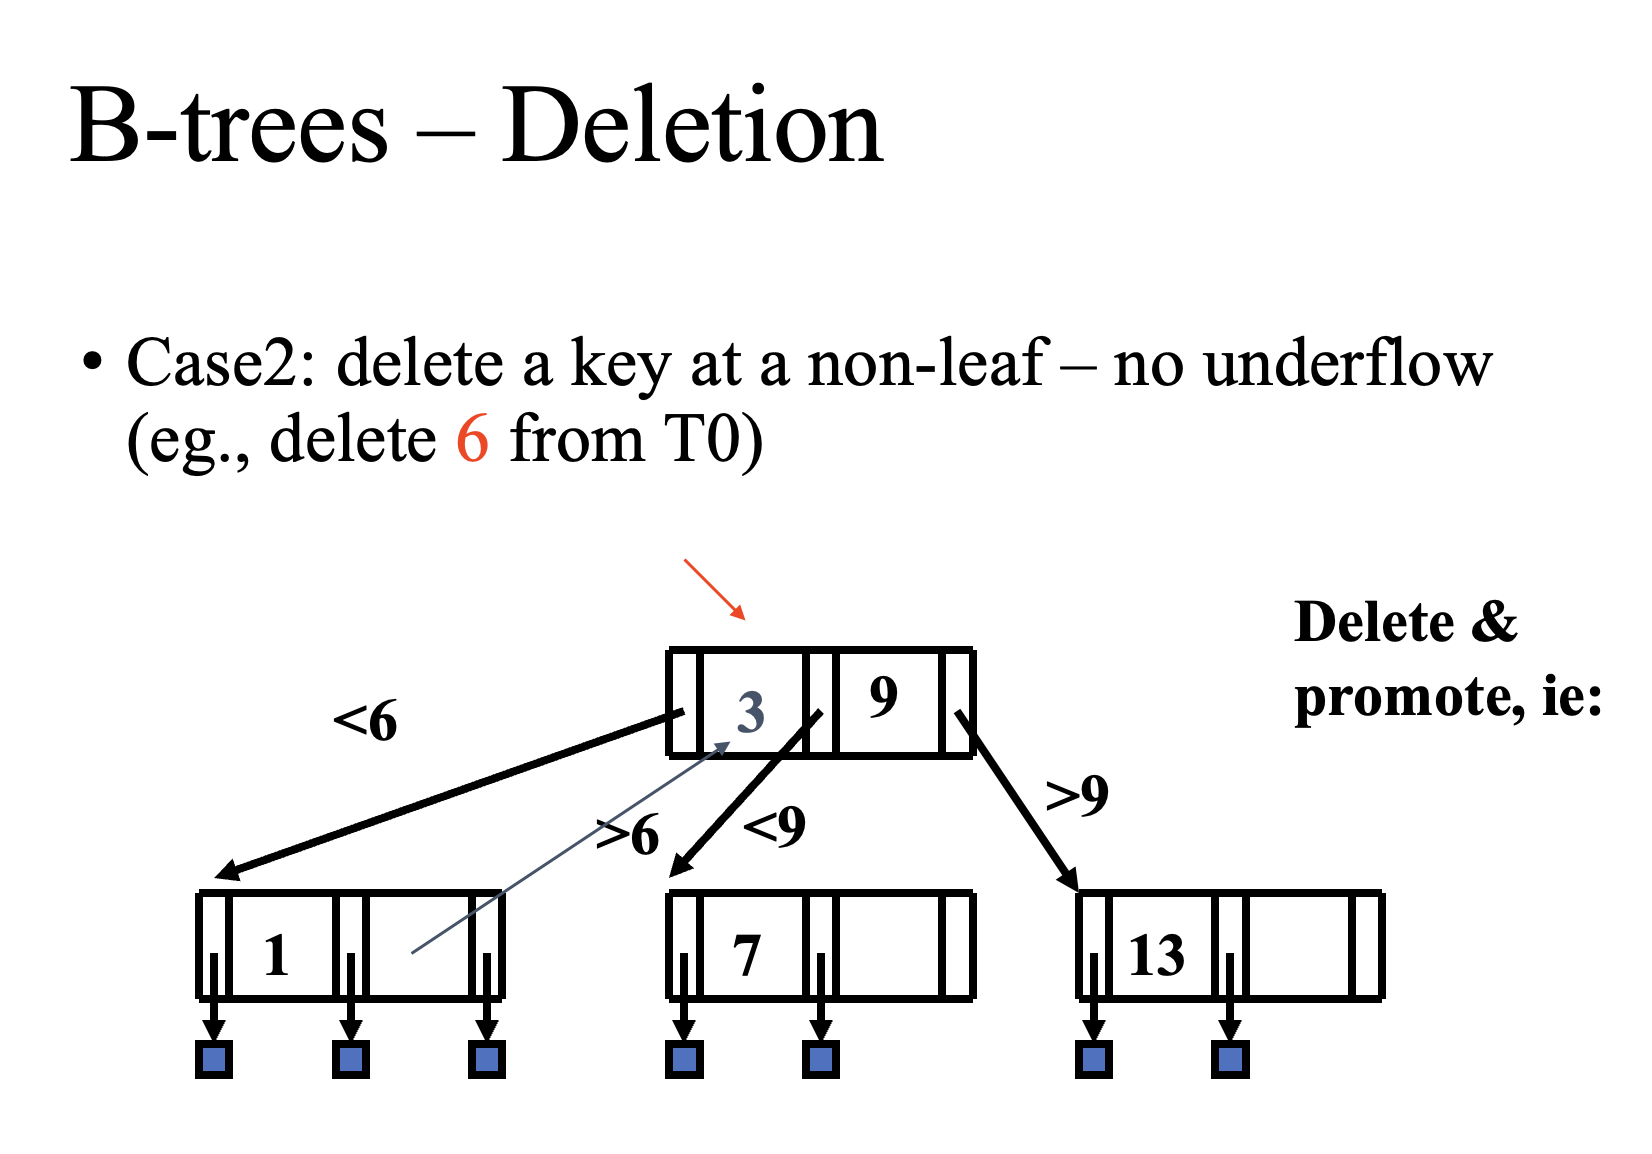 B-trees – Deletion
• Case2: delete a key at a non-leaf – no underflow
(eg., delete 6 from T0)
Delete &
promote, ie:
<6
3
9
>6
<9
>9
1
7
13